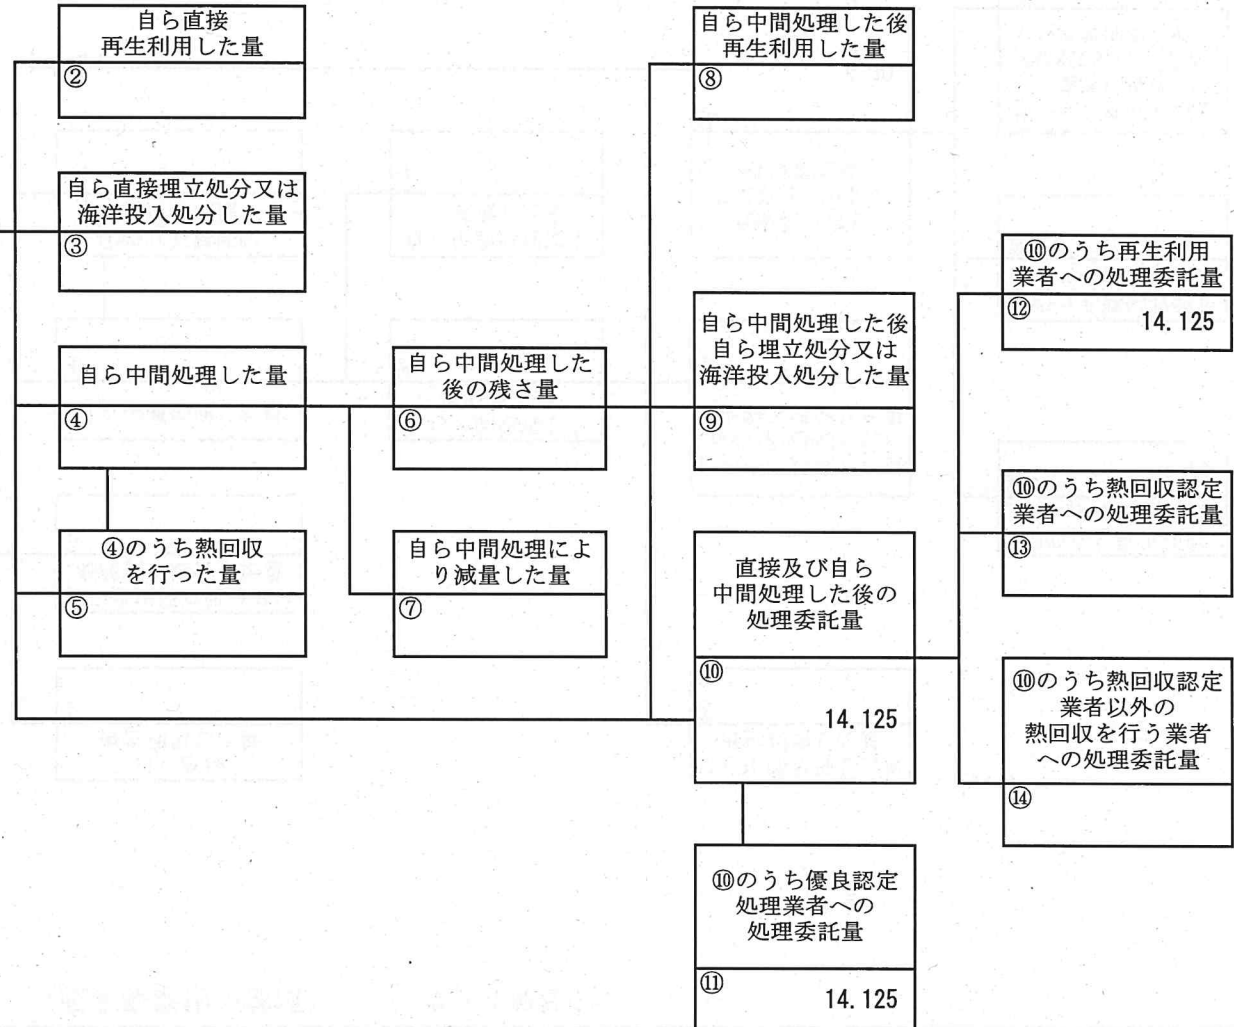 自ら直接
再生利用した量
②
自ら直接埋立処分又は
海洋投入処分した量
③
自ら中間処理した量
④
④のうち熱回収
を行った量
⑤
自ら中間処理した
後の残さ量
⑥
自ら中間処理によ
り減量した量
⑦
自ら中間処理した後
再生利用した量
⑧
自ら中間処理した後
自ら埋立処分又は
海洋投入処分した量
⑨
直接及び自ら
中間処理した後の
処理委託量
⑩
14.125
⑩のうち優良認定
処理業者への
処理委託量
⑪
14.125
⑩のうち再生利用
業者への処理委託量
⑫
14.125
⑩のうち熱回収認定
業者への処理委託量
⑬
⑩のうち熱回収認定
業者以外の
熱回収を行う業者
への処理委託量
⑭